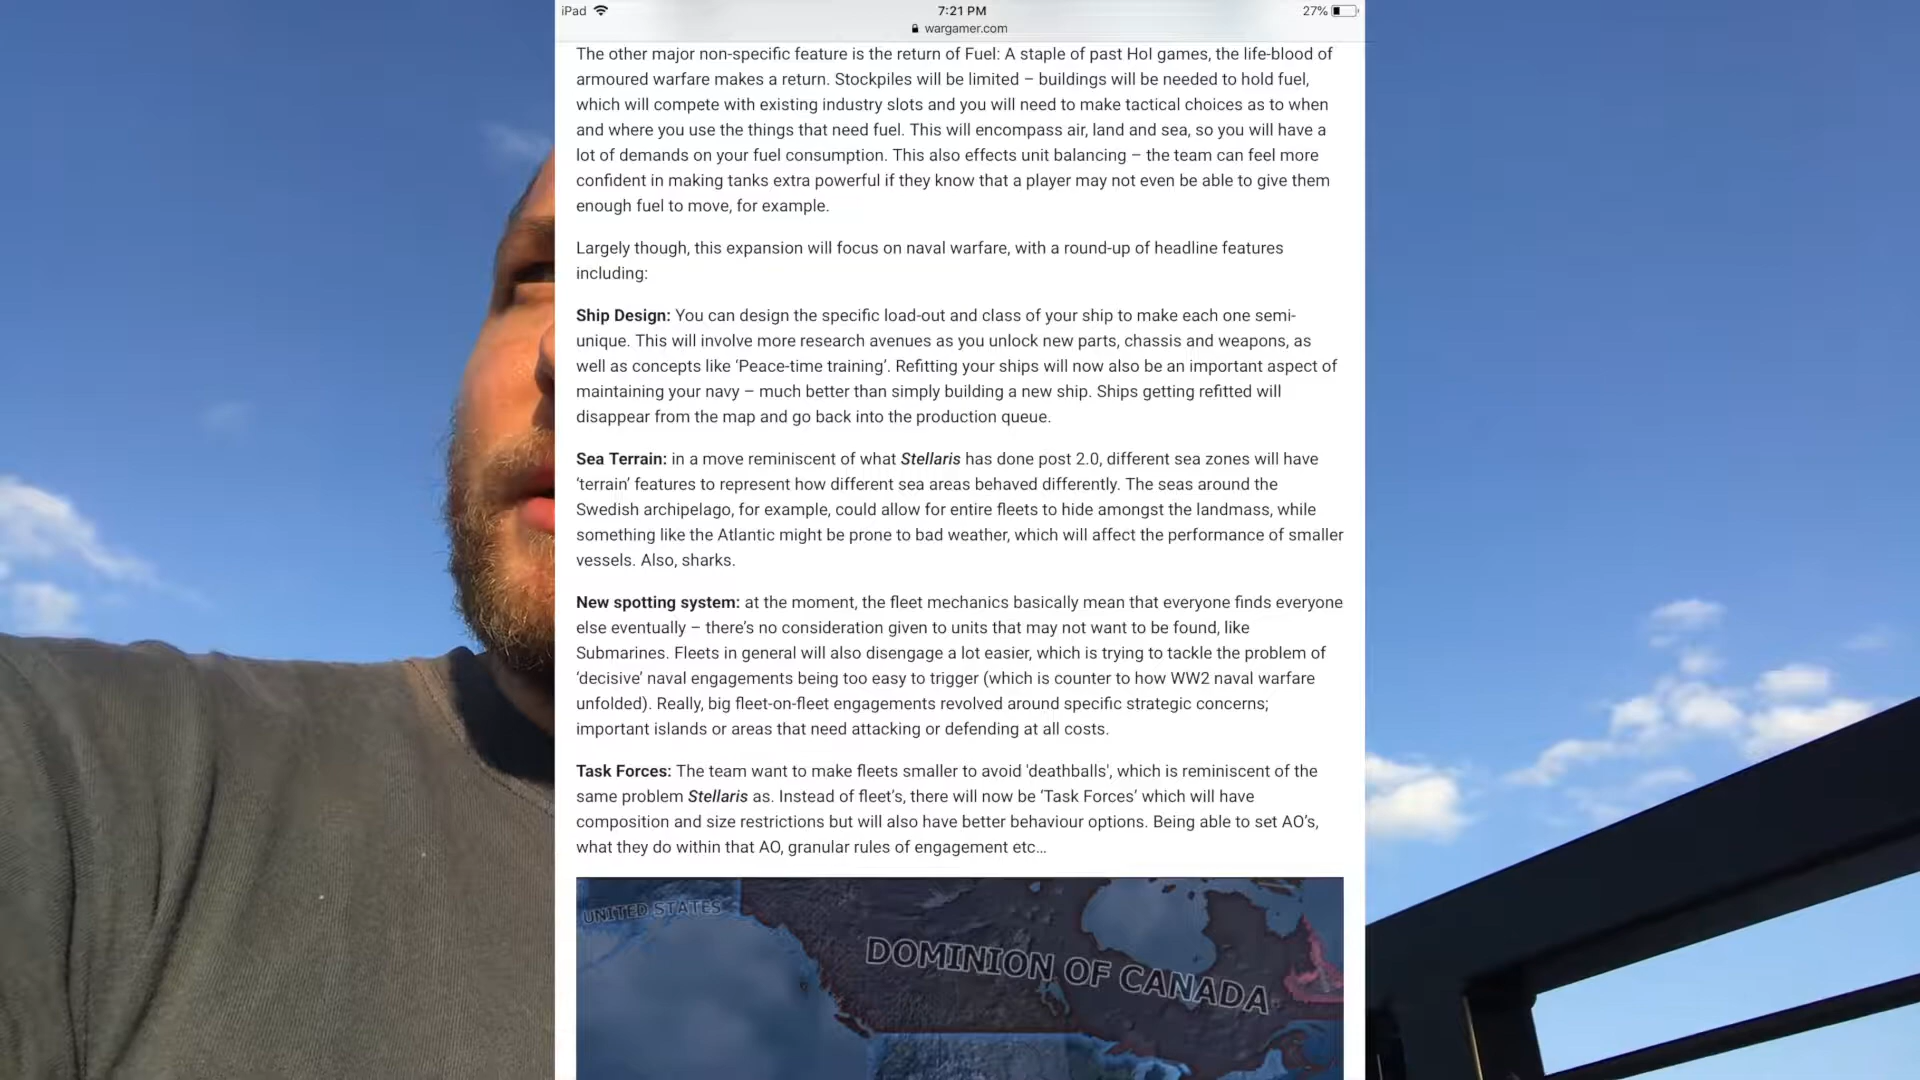 iPad
7:21 PM
27%
wargamer.com
The other major non-specific feature is the return of Fuel: A staple of past HoI games, the life-blood of
armoured warfare makes a return. Stockpiles will be limited – buildings will be needed to hold fuel,
which will compete with existing industry slots and you will need to make tactical choices as to when
and where you use the things that need fuel. This will encompass air, land and sea, so you will have a
lot of demands on your fuel consumption. This also effects unit balancing – the team can feel more
confident in making tanks extra powerful if they know that a player may not even be able to give them
enough fuel to move, for example.
Largely though, this expansion will focus on naval warfare, with a round-up of headline features
including:
Ship Design: You can design the specific load-out and class of your ship to make each one semi-
unique. This will involve more research avenues as you unlock new parts, chassis and weapons, as
well as concepts like ‘Peace-time training’. Refitting your ships will now also be an important aspect of
maintaining your navy – much better than simply building a new ship. Ships getting refitted will
disappear from the map and go back into the production queue.
Sea Terrain: in a move reminiscent of what Stellaris has done post 2.0, different sea zones will have
‘terrain’ features to represent how different sea areas behaved differently. The seas around the
Swedish archipelago, for example, could allow for entire fleets to hide amongst the landmass, while
something like the Atlantic might be prone to bad weather, which will affect the performance of smaller
vessels. Also, sharks.
New spotting system: at the moment, the fleet mechanics basically mean that everyone finds everyone
else eventually – there’s no consideration given to units that may not want to be found, like
Submarines. Fleets in general will also disengage a lot easier, which is trying to tackle the problem of
‘decisive’ naval engagements being too easy to trigger (which is counter to how WW2 naval warfare
unfolded). Really, big fleet-on-fleet engagements revolved around specific strategic concerns;
important islands or areas that need attacking or defending at all costs.
Task Forces: The team want to make fleets smaller to avoid 'deathballs', which is reminiscent of the
same problem Stellaris as. Instead of fleet’s, there will now be ‘Task Forces’ which will have
composition and size restrictions but will also have better behaviour options. Being able to set AO’s,
what they do within that AO, granular rules of engagement etc…
UNITED STATES
DOMINION OF CANADA